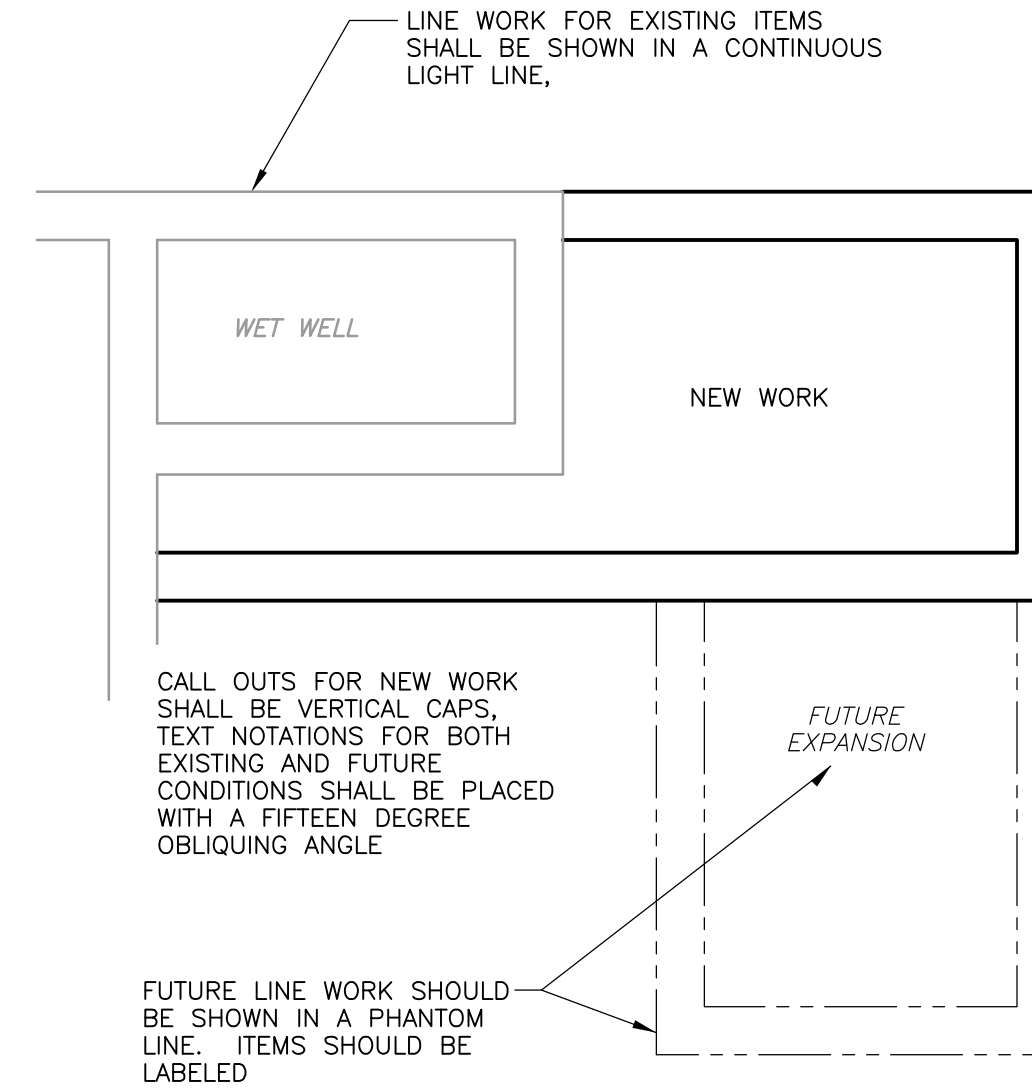 LINE WORK FOR EXISTING ITEMS
SHALL BE SHOWN IN A CONTINUOUS
LIGHT LINE,
WET WELL
NEW WORK
CALL OUTS FOR NEW WORK
SHALL BE VERTICAL CAPS,
TEXT NOTATIONS FOR BOTH
EXISTING AND FUTURE
CONDITIONS SHALL BE PLACED
WITH A FIFTEEN DEGREE
OBLIQUING ANGLE
FUTURE
EXPANSION
FUTURE LINE WORK SHOULD
BE SHOWN IN A PHANTOM
LINE. ITEMS SHOULD BE
LABELED